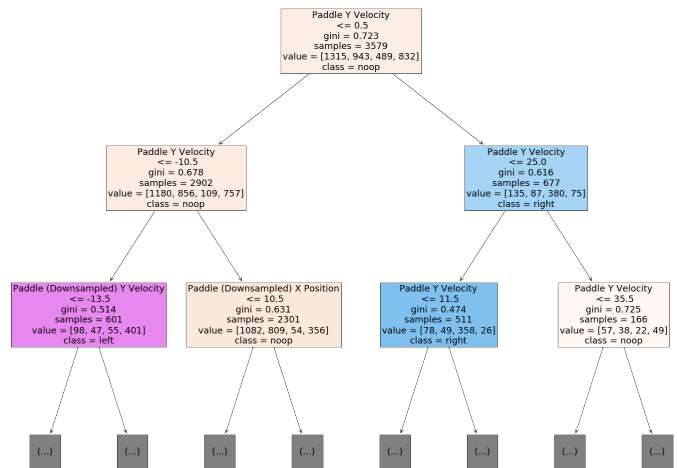 Paddle Y Velocity
<= 0.5
gini = 0.723
samples = 3579
value = [1315, 943, 489, 832]
class = noop
Paddle Y Velocity
<= -10.5
gini = 0.678
samples = 2902
value = [1180, 856, 109, 757]
class = noop
Paddle Y Velocity
<= 25.0
gini = 0.616
samples = 677
value = [135, 87, 380, 75]
class = right
Paddle (Downsampled) Y Velocity
<= -13.5
gini = 0.514
samples = 601
value = [98, 47, 55, 401]
class = left
Paddle (Downsampled) X Position
<= 10.5
gini = 0.631
samples = 2301
value = [1082, 809, 54, 356]
class = noop
Paddle Y Velocity
<= 11.5
gini = 0.474
samples = 511
value = [78, 49, 358, 26]
class = right
Paddle Y Velocity
<= 35.5
gini = 0.725
samples = 166
value = [57, 38, 22, 49]
class = noop
(...)
(...)
(...)
(...)
(...)
(...)
(...)
(...)